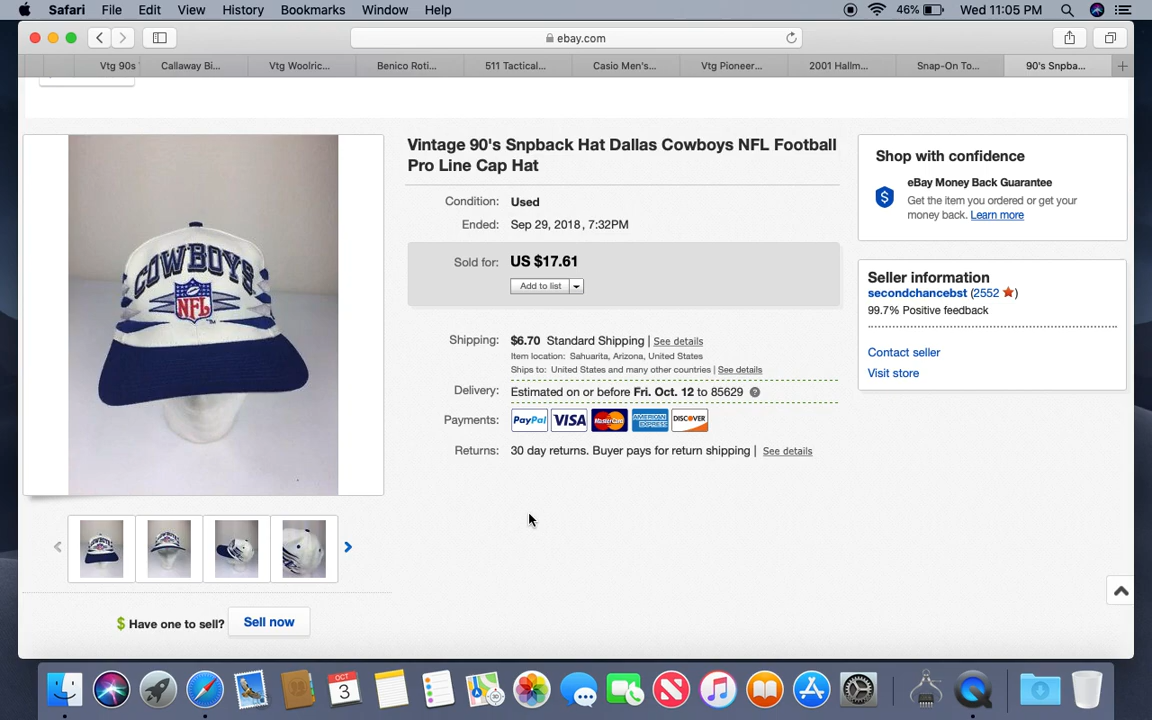 Safari File Edit View History Bookmarks Window Help 46% Wed 11:05 PM
ebay.com
Vtg 90s Callaway Bi... Vtg Woolric... Benico Roti... 511 Tactical... Casio Men's... Vtg Pioneer... 2001 Hallm... Snap-On To... 90's Snpba...
Vintage 90's Snpback Hat Dallas Cowboys NFL Football
Pro Line Cap Hat
Condition: Used
Ended: Sep 29, 2018 , 7:32PM
Sold for: US $17.61
Add to list
Shipping: $6.70 Standard Shipping | See details
Item location: Sahuarita, Arizona, United States
Ships to: United States and many other countries | See details
Delivery: Estimated on or before Fri. Oct. 12 to 85629
Payments: PayPal VISA MasterCard AMERICAN EXPRESS DISCOVER
Returns: 30 day returns. Buyer pays for return shipping | See details
Shop with confidence
eBay Money Back Guarantee
Get the item you ordered or get your
money back. Learn more
Seller information
secondchancebst (2552 )
99.7% Positive feedback
Contact seller
Visit store
COWBOYS
NFL
$ Have one to sell? Sell now
OCT
3